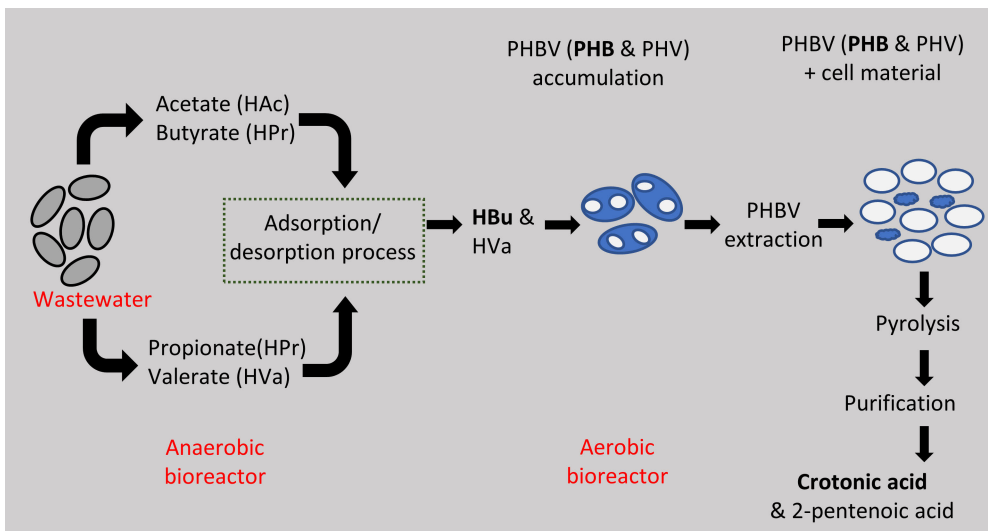 PHBV (PHB & PHV)
accumulation
PHBV (PHB & PHV)
+ cell material
Acetate (HAc)
Butyrate (HPr)
Adsorption/
desorption process
HBu &
HVa
PHBV
extraction
Wastewater
Propionate(HPr)
Valerate (HVa)
Pyrolysis
Purification
Anaerobic
bioreactor
Aerobic
bioreactor
Crotonic acid
& 2-pentenoic acid